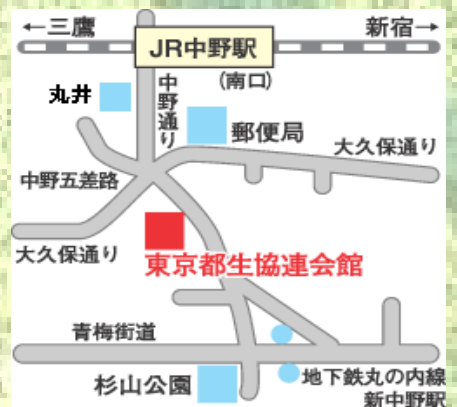 ←三鷹
新宿→
JR中野駅
(南口)
丸井
中野通り
郵便局
大久保通り
中野五差路
大久保通り
東京都生協連会館
青梅街道
杉山公園
地下鉄丸の内線
新中野駅